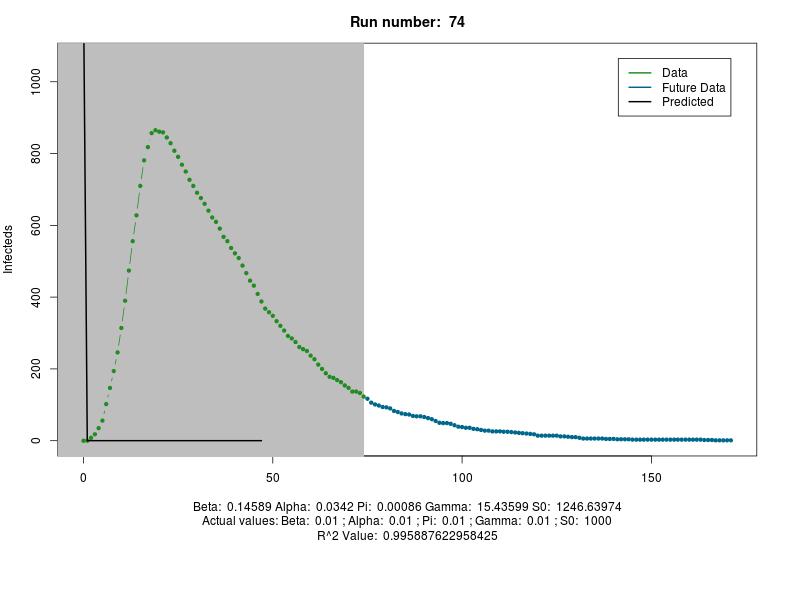 Run number: 74
Infecteds
1000
800
600
400
200
0
Data
Future Data
Predicted
0 50 100 150
Beta: 0.14589 Alpha: 0.0342 Pi: 0.00086 Gamma: 15.43599 S0: 1246.63974
Actual values: Beta: 0.01 ; Alpha: 0.01 ; Pi: 0.01 ; Gamma: 0.01 ; S0: 1000
R^2 Value: 0.995887622958425